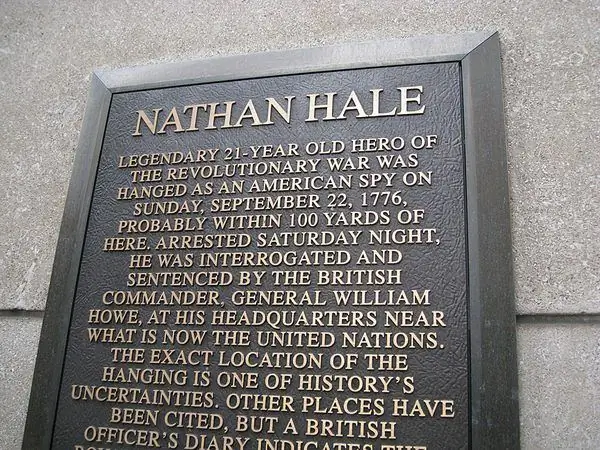 NATHAN HALE
LEGENDARY 21-YEAR OLD HERO OF
THE REVOLUTIONARY WAR WAS
HANGED AS AN AMERICAN SPY ON
SUNDAY, SEPTEMBER 22, 1776,
PROBABLY WITHIN 100 YARDS OF
HERE. ARRESTED SATURDAY NIGHT,
HE WAS INTERROGATED AND
SENTENCED BY THE BRITISH
COMMANDER, GENERAL WILLIAM
HOWE, AT HIS HEADQUARTERS NEAR
WHAT IS NOW THE UNITED NATIONS.
THE EXACT LOCATION OF THE
HANGING IS ONE OF HISTORY'S
UNCERTAINTIES. OTHER PLACES HAVE
BEEN CITED, BUT A BRITISH
OFFICER'S DIARY INDICATES THE